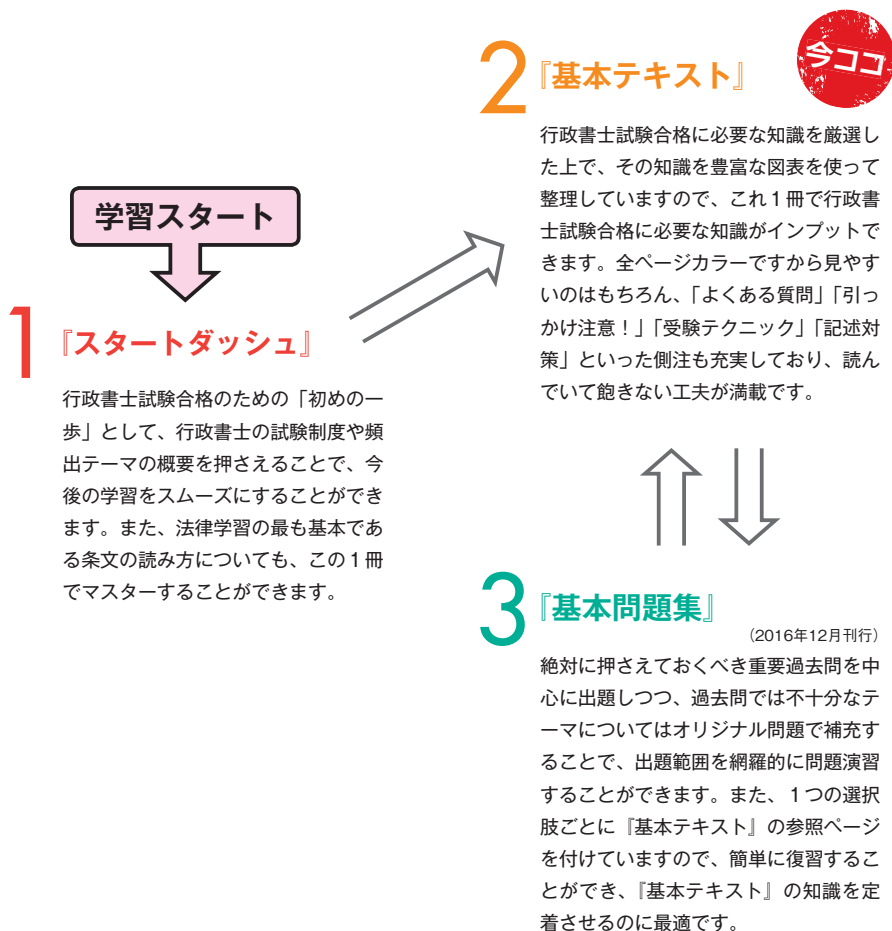 学習スタート
1
『スタートダッシュ』
行政書士試験合格のための「初めの一
歩」として、行政書士の試験制度や頻
出テーマの概要を押さえることで、今
後の学習をスムーズにすることができ
ます。また、法律学習の最も基本であ
る条文の読み方についても、この1冊
でマスターすることができます。
2
『基本テキスト』
今ココ
行政書士試験合格に必要な知識を厳選し
た上で、その知識を豊富な図表を使って
整理していますので、これ1冊で行政書
士試験合格に必要な知識がインプットで
きます。全ページカラーですから見やす
いのはもちろん、「よくある質問」「引っ
かけ注意！」「受験テクニック」「記述対
策」といった側注も充実しており、読ん
でいて飽きない工夫が満載です。
3
『基本問題集』
（2016年12月刊行）
絶対に押さえておくべき重要過去問を中
心に出題しつつ、過去問では不十分なテ
ーマについてはオリジナル問題で補充す
ることで、出題範囲を網羅的に問題演習
することができます。また、1つの選択
肢ごとに『基本テキスト』の参照ページ
を付けていますので、簡単に復習するこ
とができ、『基本テキスト』の知識を定
着させるのに最適です。